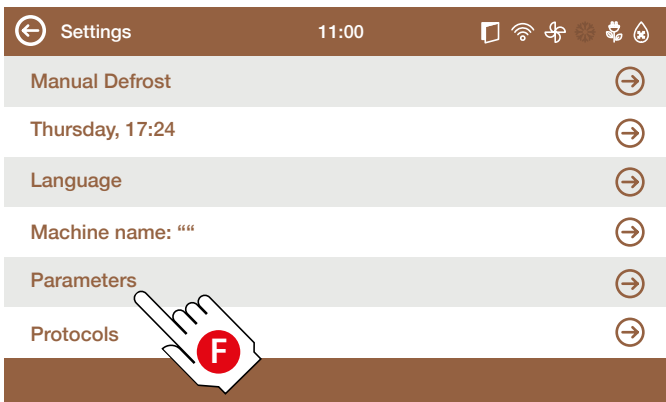 Settings 11:00
Manual Defrost
Thursday, 17:24
Language
Machine name: ““
Parameters
Protocols
F